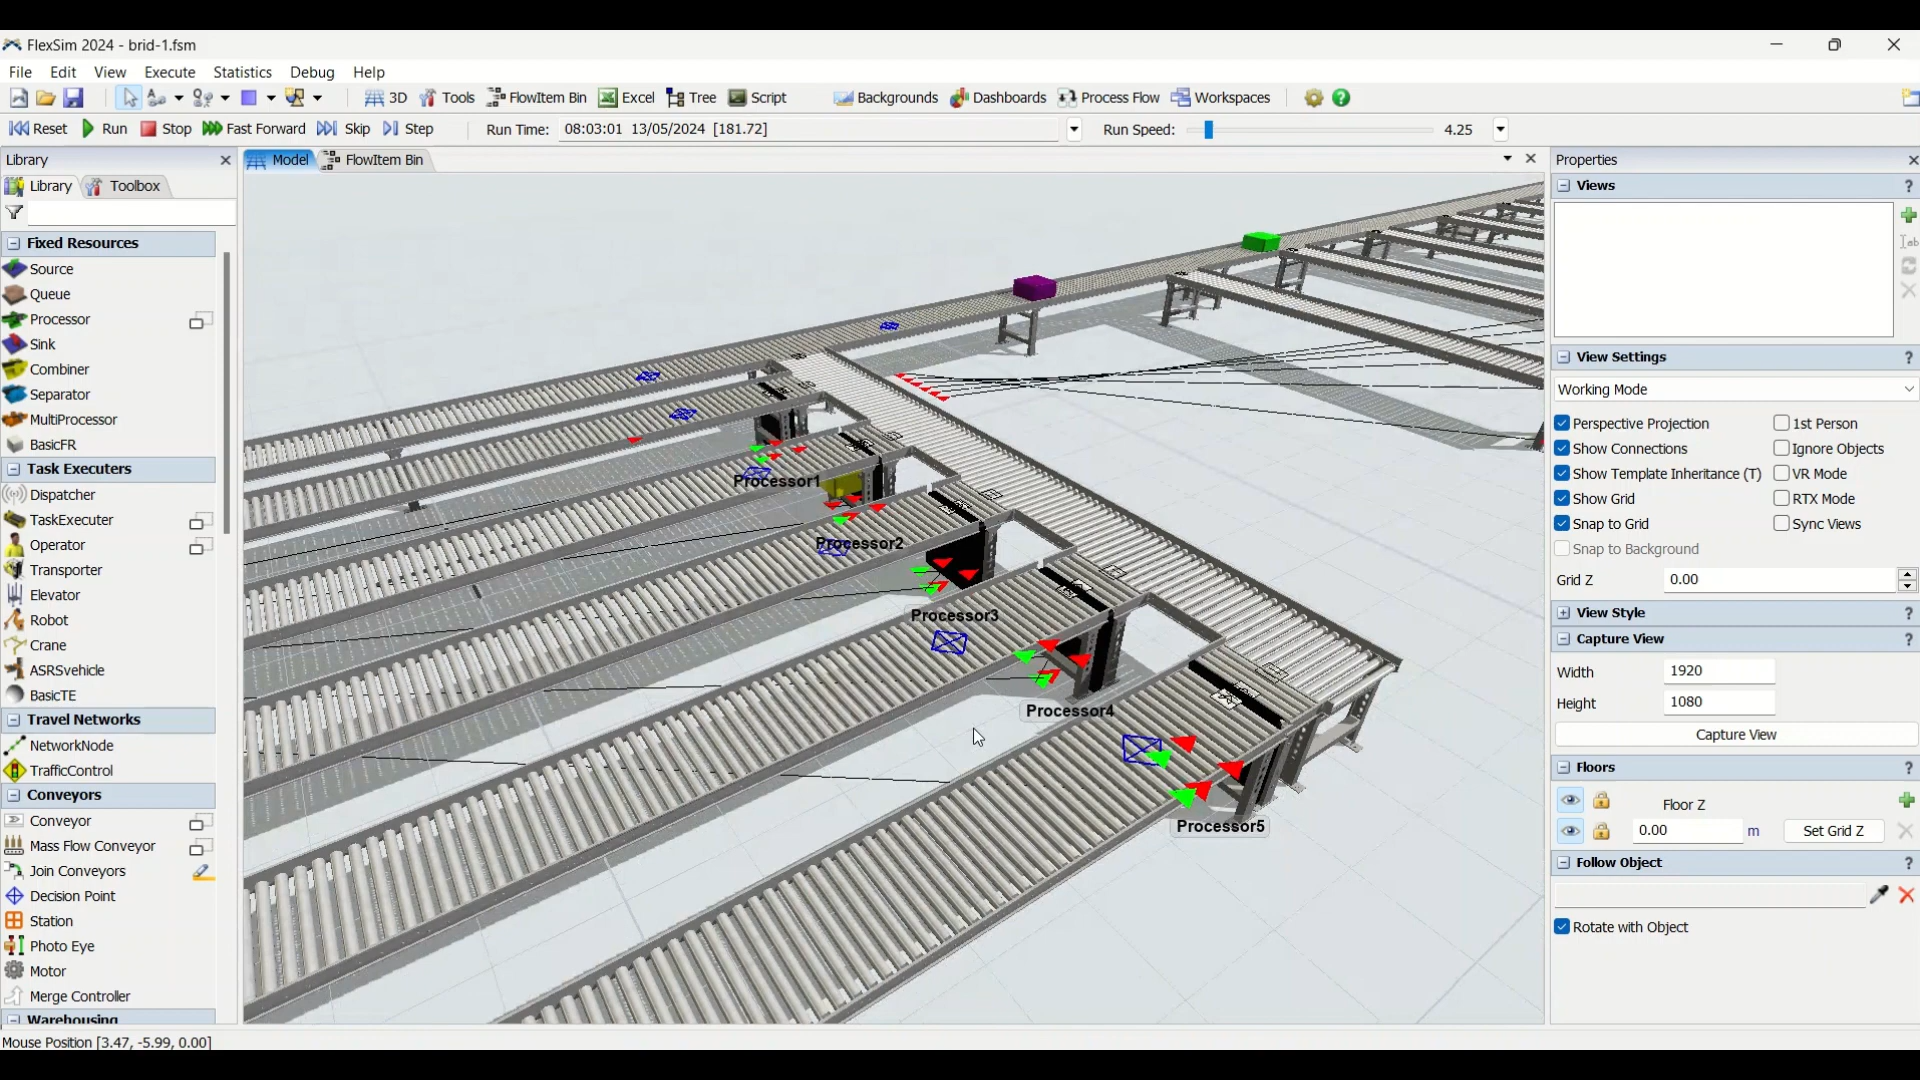 FlexSim 2024 - brid-1.fsm
File Edit View Execute Statistics Debug Help
3D Tools FlowItem Bin Excel Tree Script Backgrounds Dashboards Process Flow Workspaces
Reset Run Stop Fast Forward Skip Step Run Time: 08:03:01 13/05/2024 [181.72] Run Speed: 4.25
Library
Library Toolbox
Fixed Resources
Source
Queue
Processor
Sink
Combiner
Separator
MultiProcessor
BasicFR
Task Executers
Dispatcher
TaskExecuter
Operator
Transporter
Elevator
Robot
Crane
ASRSvehicle
BasicTE
Travel Networks
NetworkNode
TrafficControl
Conveyors
Conveyor
Mass Flow Conveyor
Join Conveyors
Decision Point
Station
Photo Eye
Motor
Merge Controller
Warehousing
Model FlowItem Bin
Processor1
Processor2
Processor3
Processor4
Processor5
Properties
Views
View Settings
Working Mode
Perspective Projection 1st Person
Show Connections Ignore Objects
Show Template Inheritance (T) VR Mode
Show Grid RTX Mode
Snap to Grid Sync Views
Snap to Background
Grid Z 0.00
View Style
Capture View
Width 1920
Height 1080
Capture View
Floors
Floor Z
0.00 m Set Grid Z
Follow Object
Rotate with Object
Mouse Position [3.47, -5.99, 0.00]